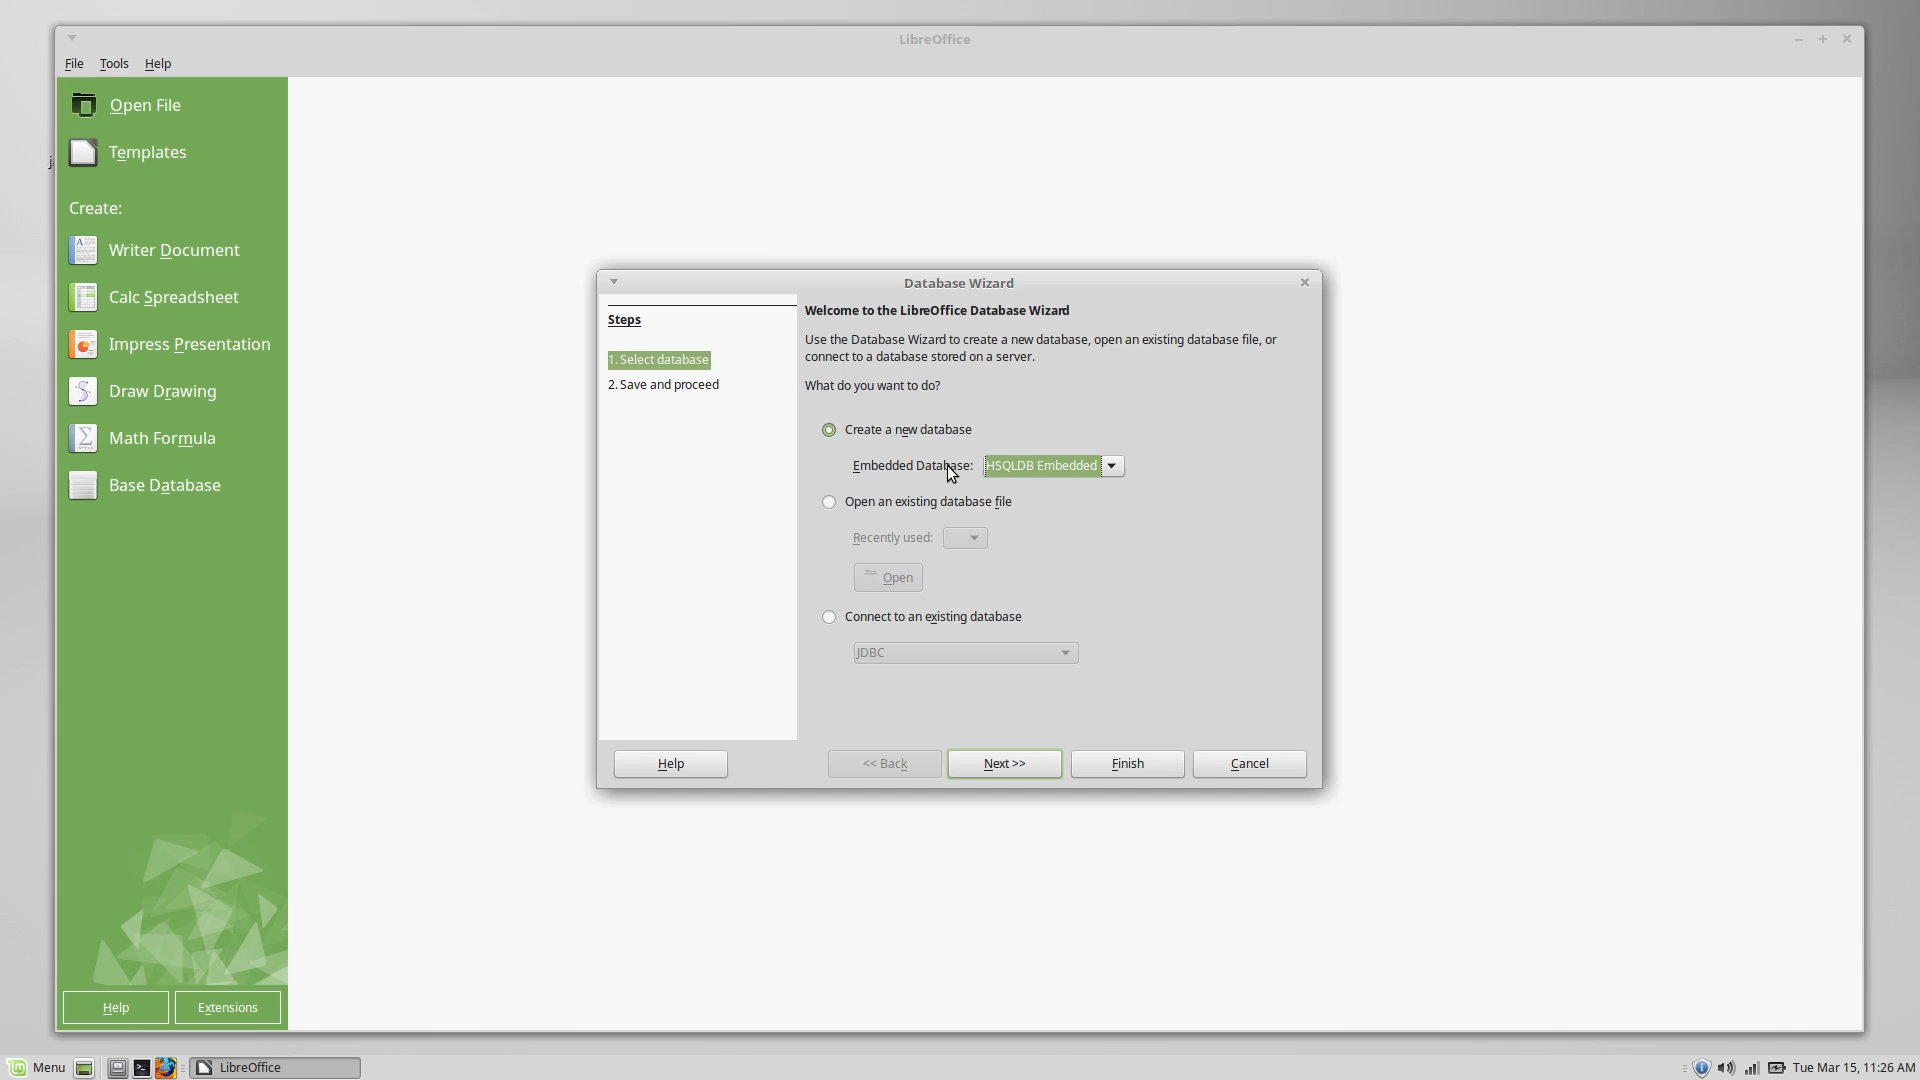 LibreOffice
File Tools Help
Open File
Templates
Create:
Writer Document
Calc Spreadsheet
Impress Presentation
Draw Drawing
Math Formula
Base Database
Help Extensions
Database Wizard
Steps
1. Select database
2. Save and proceed
Welcome to the LibreOffice Database Wizard
Use the Database Wizard to create a new database, open an existing database file, or
connect to a database stored on a server.
What do you want to do?
Create a new database
Embedded Database: HSQLDB Embedded
Open an existing database file
Recently used:
Open
Connect to an existing database
JDBC
Help << Back Next >> Finish Cancel
Menu LibreOffice Tue Mar 15, 11:26 AM